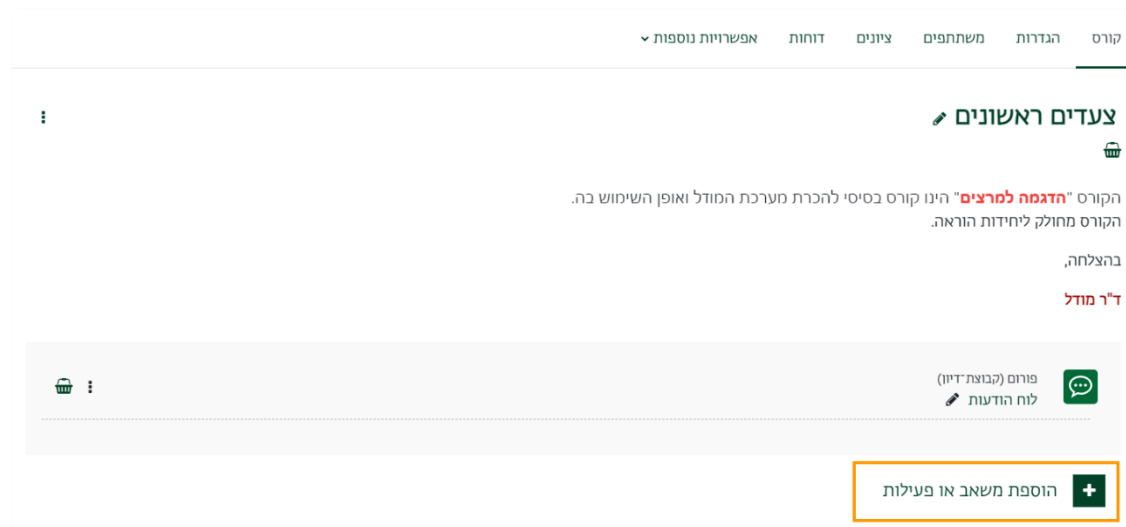 קורס הגדרות משתתפים ציונים דוחות אפשרויות נוספות
צעדים ראשונים
הקורס "הדגמה למרצים" הינו קורס בסיסי להכרת מערכת המודל ואופן השימוש בה.
הקורס מחולק ליחידות הוראה.
בהצלחה,
ד"ר מודל
פורום (קבוצת־דיון)
לוח הודעות
הוספת משאב או פעילות